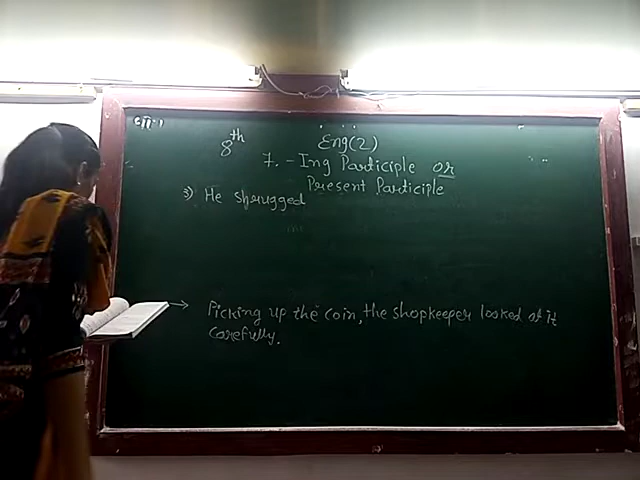 8th Eng(2)
7. -Ing Participle or
Present Participle
3) He shrugged
→ Picking up the coin, the shopkeeper looked at it
carefully.